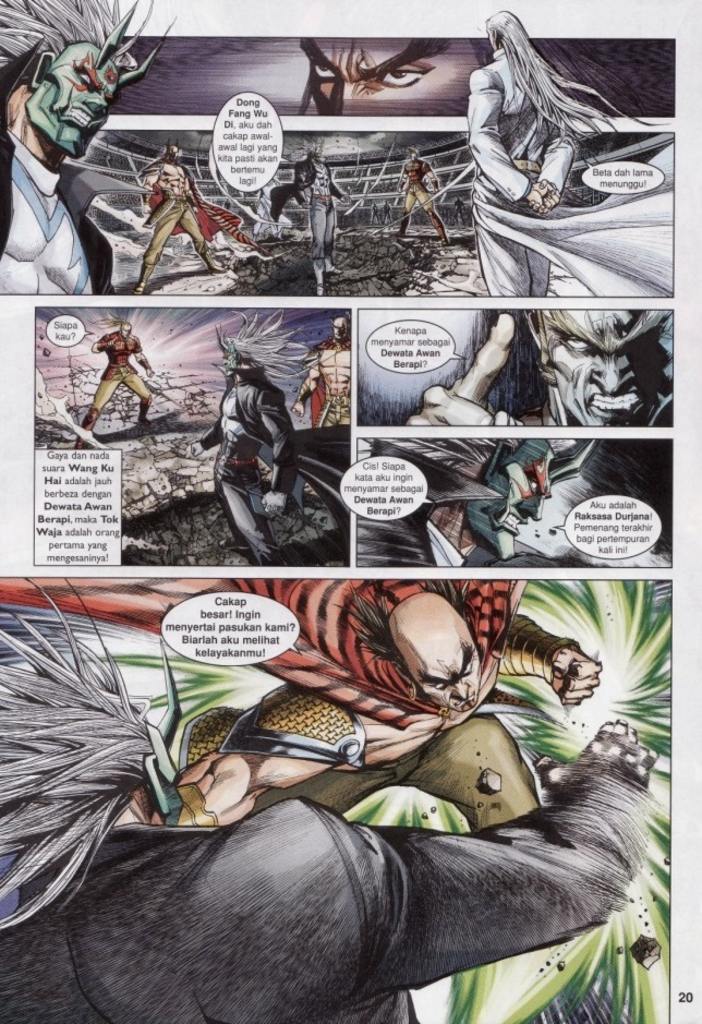 Dong
Fang Wu
Di, aku dah
cakap awal-
awal lagi yang
kita pasti akan
bertemu
lagi!
Beta dah lama
menunggu!
Siapa
kau?
Gaya dan nada
suara Wang Ku
Hai adalah jauh
berbeza dengan
Dewata Awan
Berapi, maka Tok
Waja adalah orang
pertama yang
mengesaninya!
Kenapa
menyamar sebagai
Dewata Awan
Berapi?
Cis! Siapa
kata aku ingin
menyamar sebagai
Dewata Awan
Berapi?
Aku adalah
Raksasa Durjana!
Pemenang terakhir
bagi pertempuran
kali ini!
Cakap
besar! Ingin
menyertai pasukan kami?
Biarlah aku melihat
kelayakanmu!
20